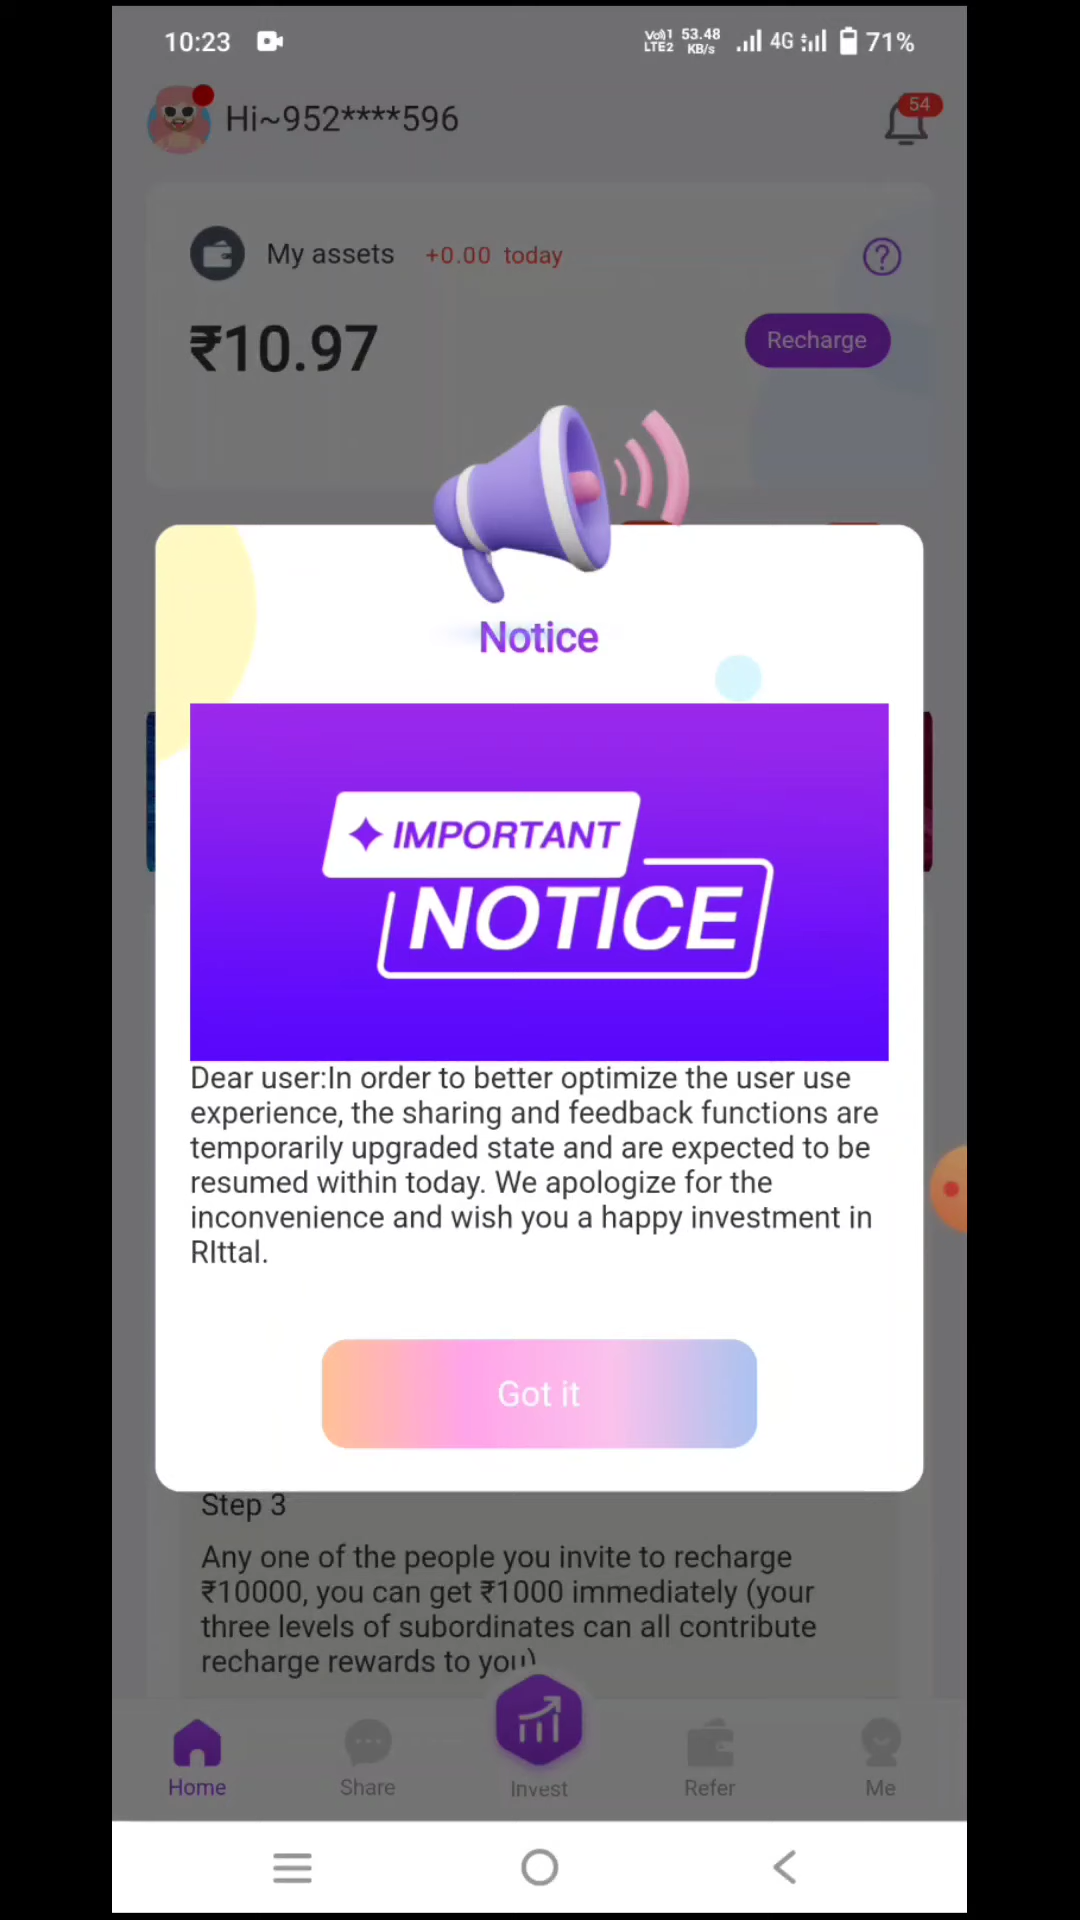 10:23
Vol) 1 LTE2 53.48 KB/s 4G 71%
Hi~952****596
54
My assets +0.00 today
₹10.97
Recharge
Notice
IMPORTANT
NOTICE
Dear user:In order to better optimize the user use
experience, the sharing and feedback functions are
temporarily upgraded state and are expected to be
resumed within today. We apologize for the
inconvenience and wish you a happy investment in
RIttal.
Got it
Step 3
Any one of the people you invite to recharge
₹10000, you can get ₹1000 immediately (your
three levels of subordinates can all contribute
recharge rewards to you)
Home Share Invest Refer Me